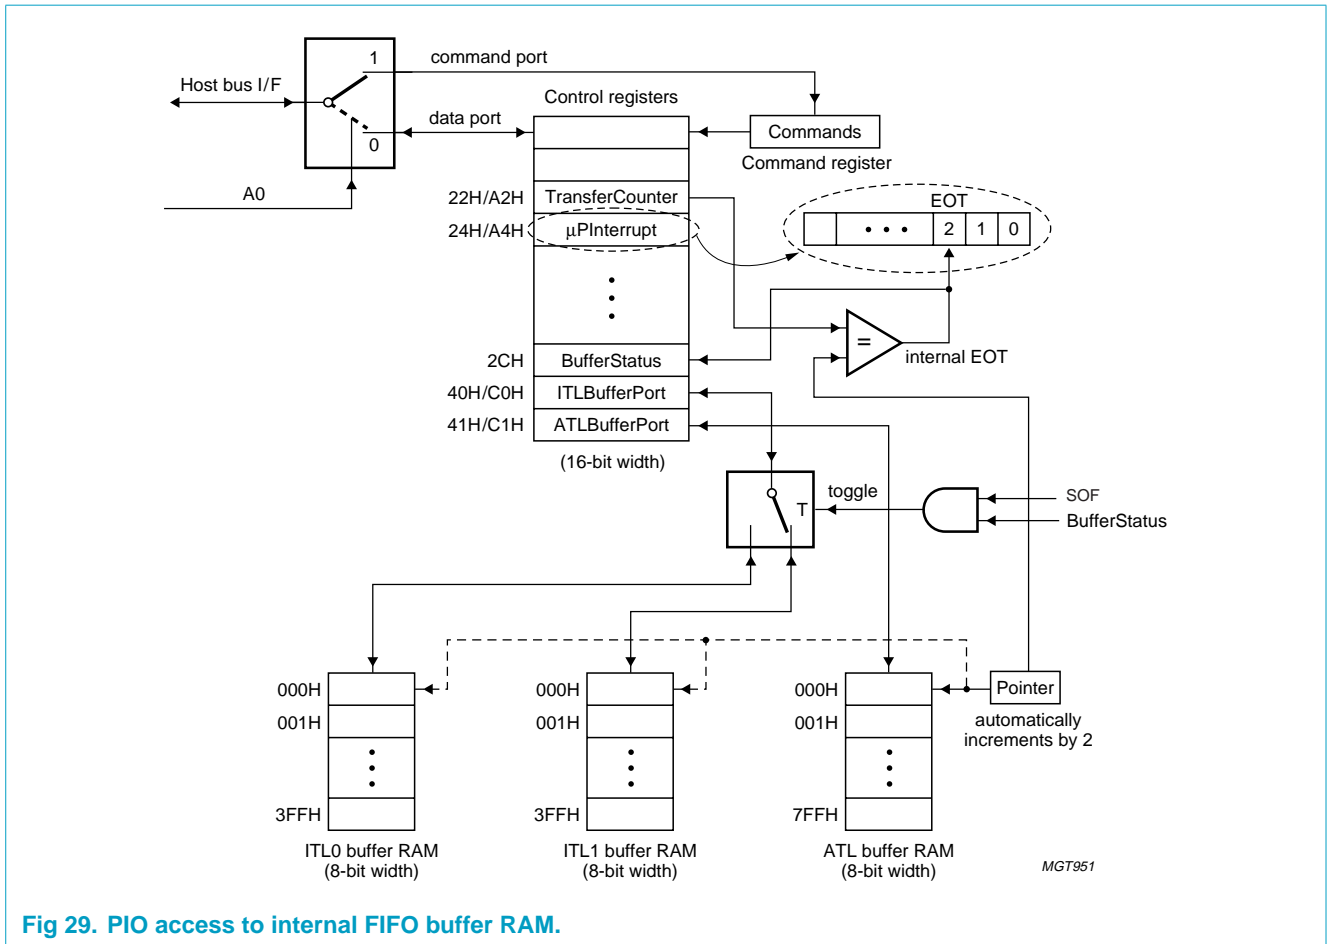 1
command port
Host bus I/F
Control registers
data port
0
Commands
Command register
A0
22H/A2H TransferCounter
EOT
24H/A4H μPInterrupt
• • • 2 1 0
=
internal EOT
2CH BufferStatus
40H/C0H ITLBufferPort
41H/C1H ATLBufferPort
(16-bit width)
toggle
T
SOF
BufferStatus
000H
001H
3FFH
ITL0 buffer RAM
(8-bit width)
000H
001H
3FFH
ITL1 buffer RAM
(8-bit width)
000H
001H
7FFH
ATL buffer RAM
(8-bit width)
Pointer
automatically
increments by 2
MGT951
Fig 29. PIO access to internal FIFO buffer RAM.